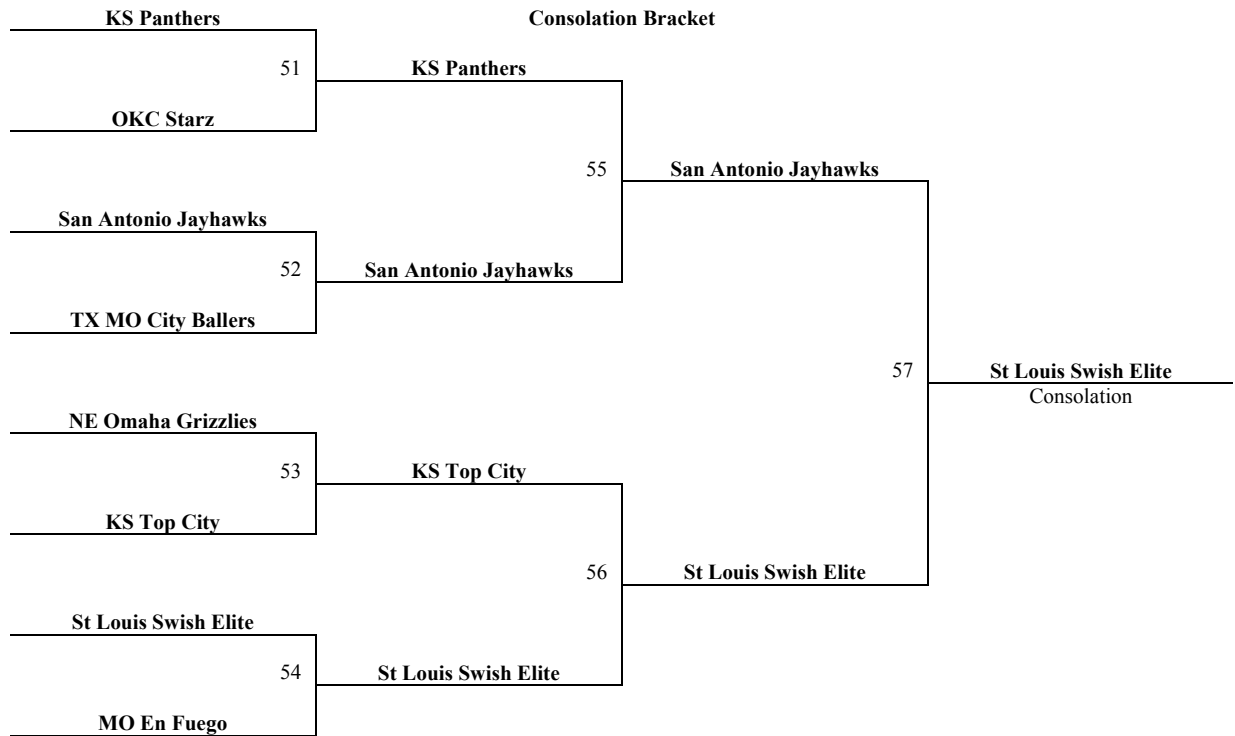 KS Panthers
Consolation Bracket
51
KS Panthers
OKC Starz
55
San Antonio Jayhawks
San Antonio Jayhawks
52
San Antonio Jayhawks
TX MO City Ballers
57
St Louis Swish Elite
Consolation
NE Omaha Grizzlies
53
KS Top City
KS Top City
56
St Louis Swish Elite
St Louis Swish Elite
54
St Louis Swish Elite
MO En Fuego